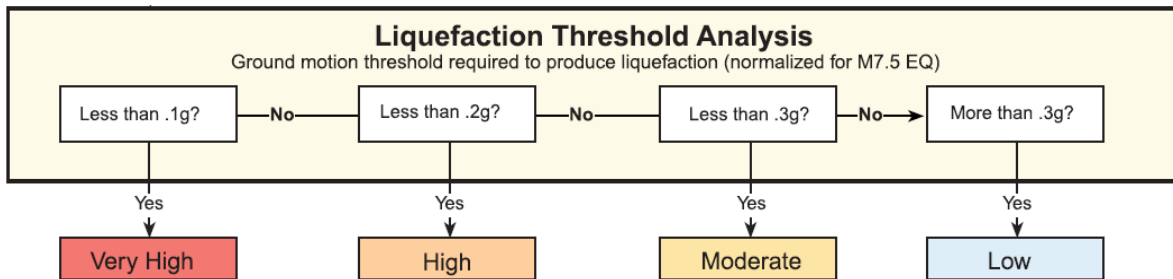 Liquefaction Threshold Analysis
Ground motion threshold required to produce liquefaction (normalized for M7.5 EQ)
Less than .1g? No Less than .2g? No Less than .3g? No More than .3g?
Yes Yes Yes Yes
Very High High Moderate Low